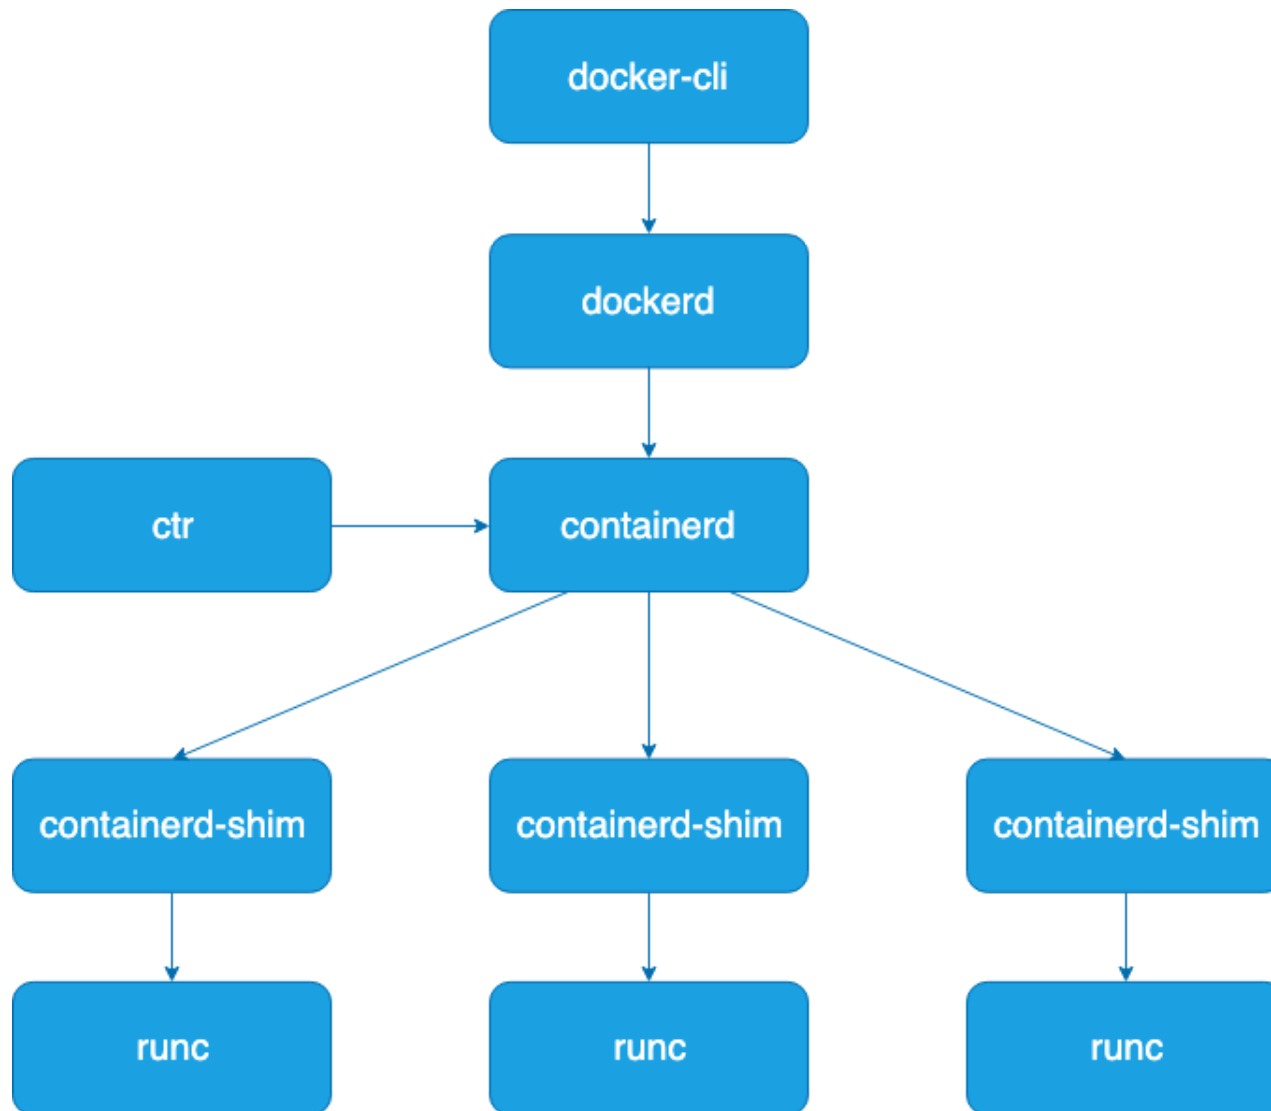 docker-cli
dockerd
ctr
containerd
containerd-shim
containerd-shim
containerd-shim
runc
runc
runc